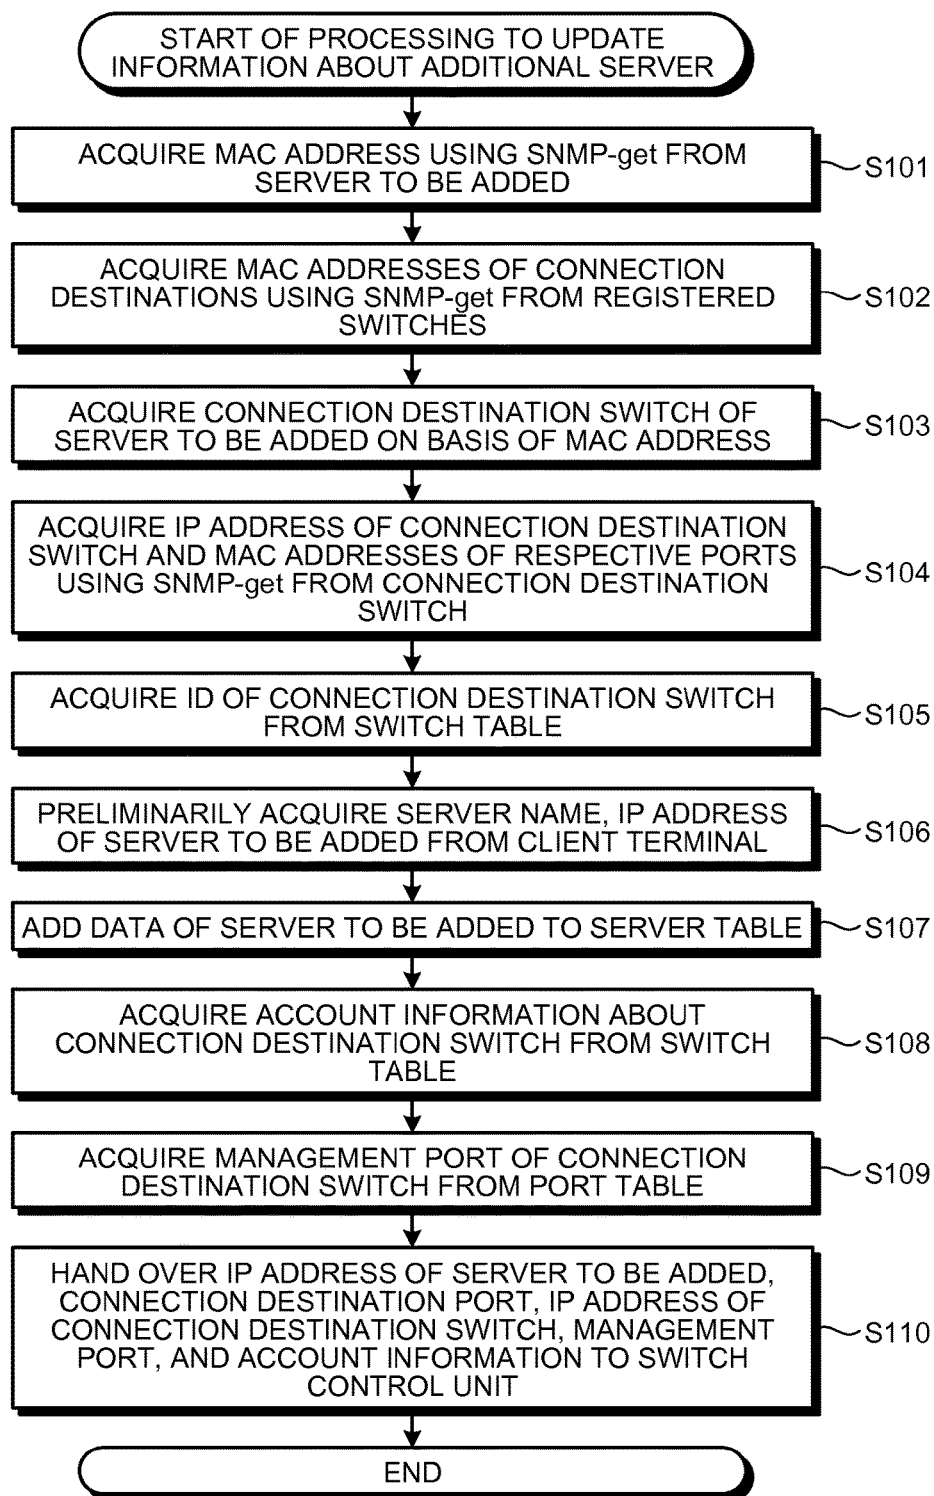 START OF PROCESSING TO UPDATE
INFORMATION ABOUT ADDITIONAL SERVER
ACQUIRE MAC ADDRESS USING SNMP-get FROM
SERVER TO BE ADDED
S101
ACQUIRE MAC ADDRESSES OF CONNECTION
DESTINATIONS USING SNMP-get FROM REGISTERED
SWITCHES
S102
ACQUIRE CONNECTION DESTINATION SWITCH OF
SERVER TO BE ADDED ON BASIS OF MAC ADDRESS
S103
ACQUIRE IP ADDRESS OF CONNECTION DESTINATION
SWITCH AND MAC ADDRESSES OF RESPECTIVE PORTS
USING SNMP-get FROM CONNECTION DESTINATION
SWITCH
S104
ACQUIRE ID OF CONNECTION DESTINATION SWITCH
FROM SWITCH TABLE
S105
PRELIMINARILY ACQUIRE SERVER NAME, IP ADDRESS
OF SERVER TO BE ADDED FROM CLIENT TERMINAL
S106
ADD DATA OF SERVER TO BE ADDED TO SERVER TABLE
S107
ACQUIRE ACCOUNT INFORMATION ABOUT
CONNECTION DESTINATION SWITCH FROM SWITCH
TABLE
S108
ACQUIRE MANAGEMENT PORT OF CONNECTION
DESTINATION SWITCH FROM PORT TABLE
S109
HAND OVER IP ADDRESS OF SERVER TO BE ADDED,
CONNECTION DESTINATION PORT, IP ADDRESS OF
CONNECTION DESTINATION SWITCH, MANAGEMENT
PORT, AND ACCOUNT INFORMATION TO SWITCH
CONTROL UNIT
S110
END